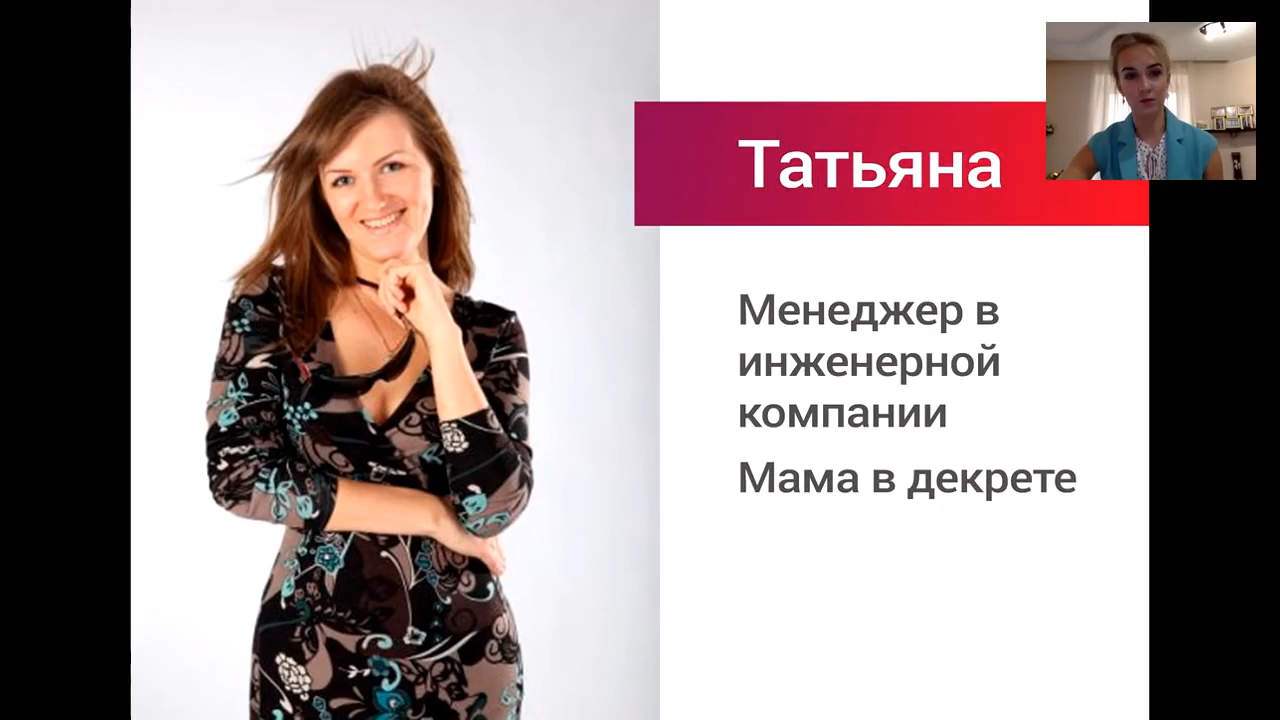 Татьяна
Менеджер в
инженерной
компании
Мама в декрете